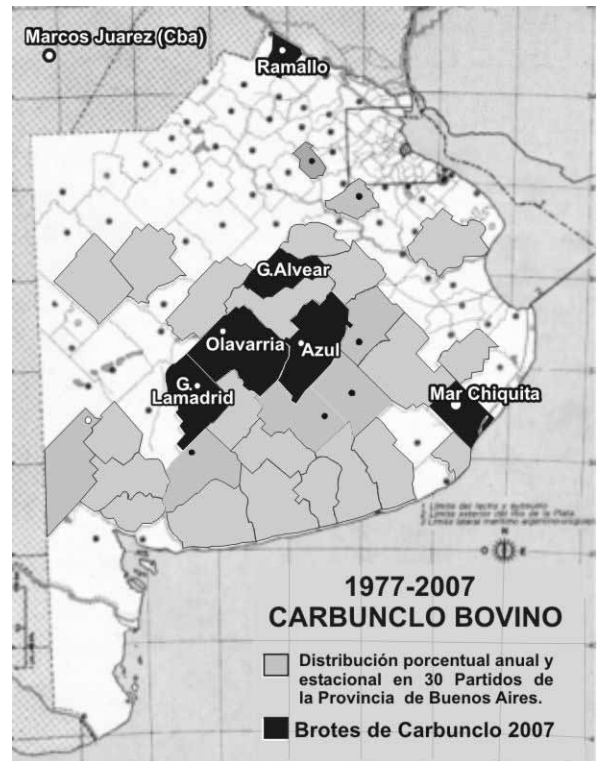 Marcos Juarez (Cba)
Ramallo
G.Alvear
Olavarria
Azul
G.
Lamadrid
Mar Chiquita
1977-2007
CARBUNCLO BOVINO
Distribución porcentual anual y
estacional en 30 Partidos de
la Provincia de Buenos Aires.
Brotes de Carbunclo 2007